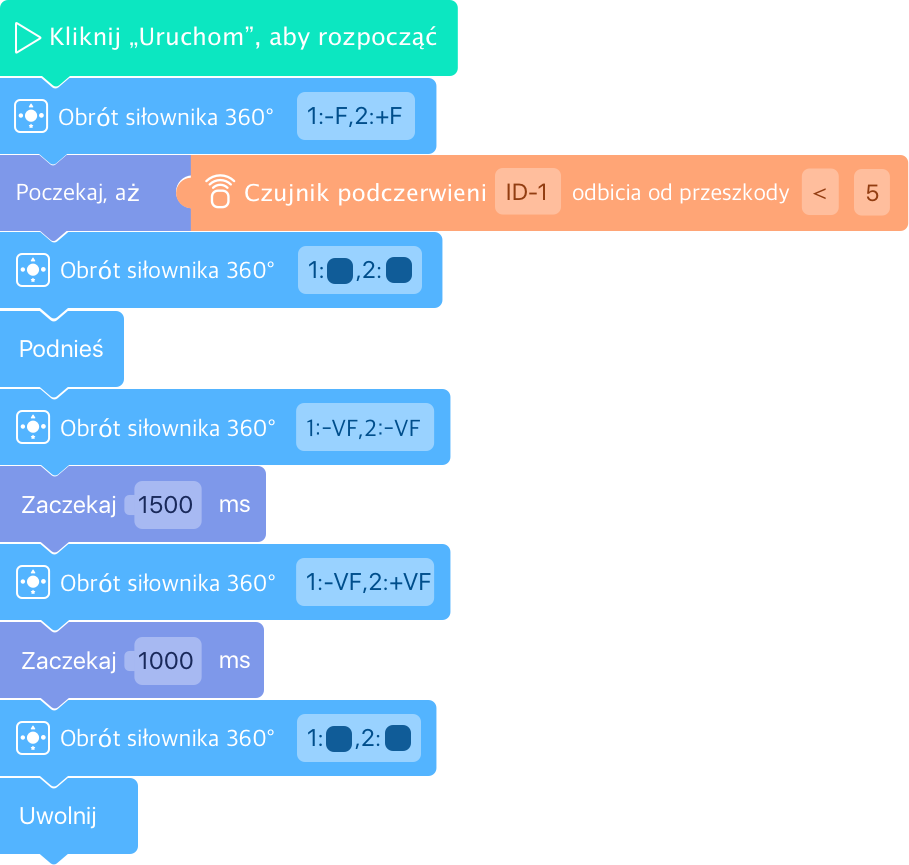 Kliknij „Uruchom”, aby rozpocząć
Obrót siłownika 360° 1:-F,2:+F
Poczekaj, aż Czujnik podczerwieni ID-1 odbicia od przeszkody < 5
Obrót siłownika 360° 1: ,2:
Podnieś
Obrót siłownika 360° 1:-VF,2:-VF
Zaczekaj 1500 ms
Obrót siłownika 360° 1:-VF,2:+VF
Zaczekaj 1000 ms
Obrót siłownika 360° 1: ,2:
Uwolnij